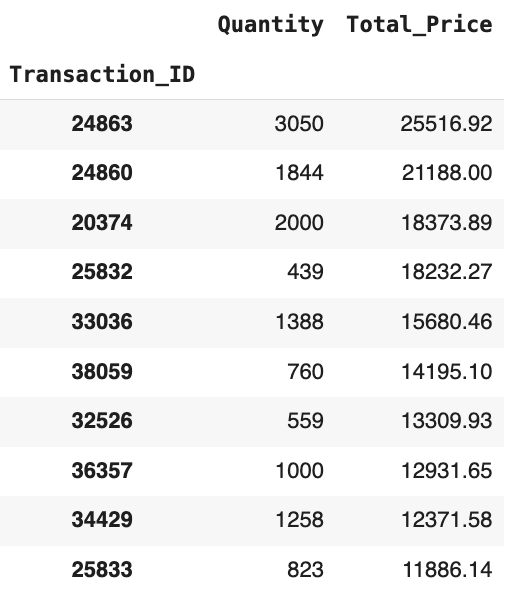 Quantity Total_Price
Transaction_ID
24863 3050 25516.92
24860 1844 21188.00
20374 2000 18373.89
25832 439 18232.27
33036 1388 15680.46
38059 760 14195.10
32526 559 13309.93
36357 1000 12931.65
34429 1258 12371.58
25833 823 11886.14